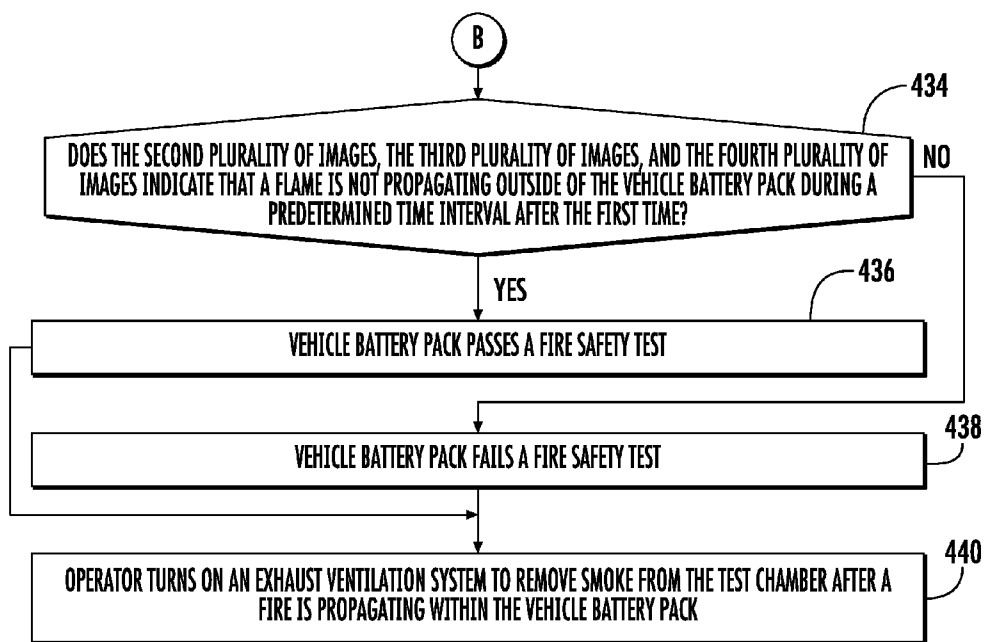 B
434
DOES THE SECOND PLURALITY OF IMAGES, THE THIRD PLURALITY OF IMAGES, AND THE FOURTH PLURALITY OF
IMAGES INDICATE THAT A FLAME IS NOT PROPAGATING OUTSIDE OF THE VEHICLE BATTERY PACK DURING A
PREDETERMINED TIME INTERVAL AFTER THE FIRST TIME?
NO
YES
436
VEHICLE BATTERY PACK PASSES A FIRE SAFETY TEST
438
VEHICLE BATTERY PACK FAILS A FIRE SAFETY TEST
440
OPERATOR TURNS ON AN EXHAUST VENTILATION SYSTEM TO REMOVE SMOKE FROM THE TEST CHAMBER AFTER A
FIRE IS PROPAGATING WITHIN THE VEHICLE BATTERY PACK